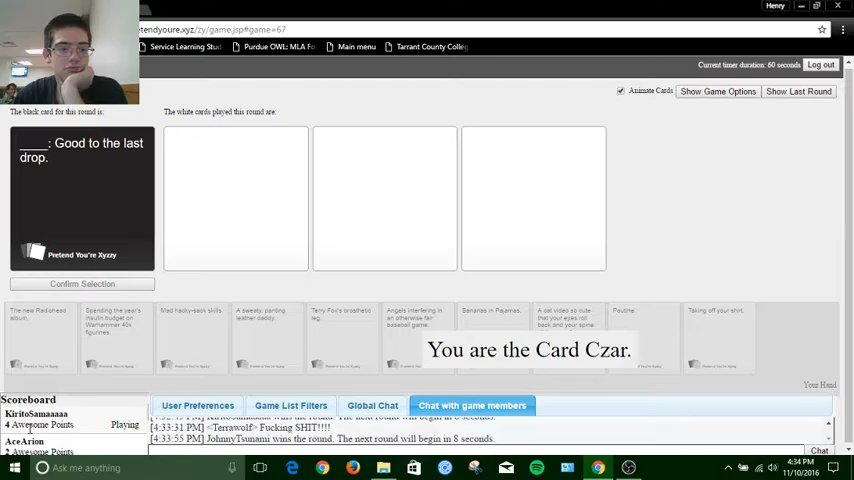 Henry
etendyoure.xyz/zy/game.jsp#game=67
Service Learning Stud
Purdue OWL: MLA Fo
Main menu
Tarrant County Colleg
Current timer duration: 60 seconds
Log out
Animate Cards
Show Game Options
Show Last Round
The black card for this round is:
The white cards played this round are:
____: Good to the last
drop.
Pretend You're Xyzzy
Confirm Selection
The new Radiohead
album.
Spending the year's
insulin budget on
Warhammer 40k
figurines.
Mad hacky-sack skills.
A sweaty, panting
leather daddy.
Terry Fox's prosthetic
leg.
Angels interfering in
an otherwise fair
baseball game.
Bananas in Pajamas.
A cat video so cute
that your eyes roll
back and your spine
Poutine.
Taking off your shirt.
You are the Card Czar.
Your Hand
Scoreboard
KiritoSamaaaaa
4 Awesome Points
Playing
AceArion
2 Awesome Points
User Preferences
Game List Filters
Global Chat
Chat with game members
[4:33:31 PM] <Terrawolf> Fucking SHIT!!!!
[4:33:55 PM] JohnnyTsunami wins the round. The next round will begin in 8 seconds.
Chat
Ask me anything
4:34 PM
11/10/2016